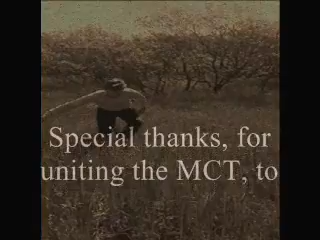 Special thanks, for
uniting the MCT, to